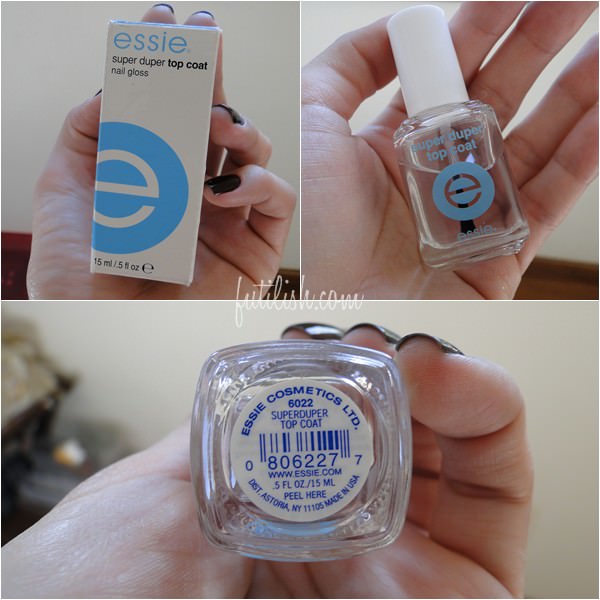 essie®
super duper top coat
nail gloss
e
15 ml/.5 fl oz e
super duper
top coat
e
essie®
futilish.com
ESSIE COSMETICS LTD.
6022
SUPERDUPER
TOP COAT
0 806227 7
WWW.ESSIE.COM
.5 FL.OZ./15 ML
PEEL HERE
DIST. ASTORIA, NY 11105 MADE IN USA